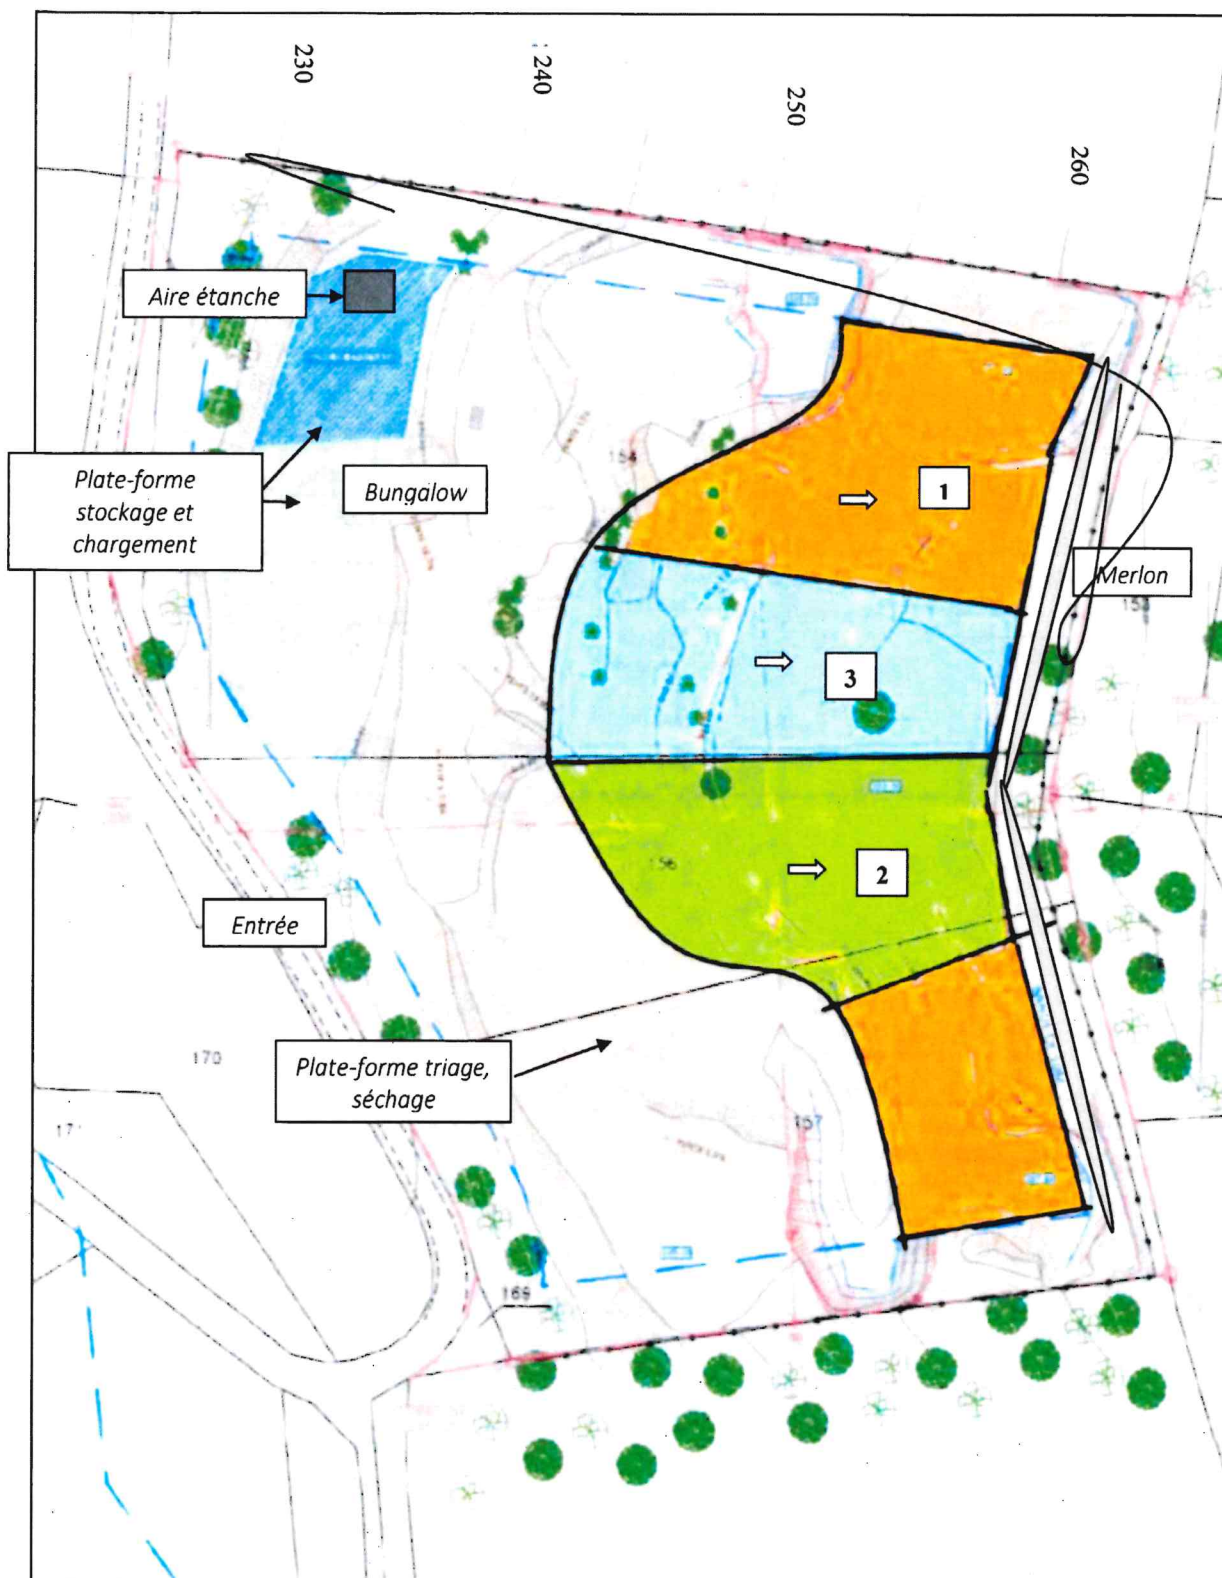 230
240
250
260
Aire étanche
Plate-forme
stockage et
chargement
Bungalow
1
Merlon
3
156
2
Entrée
170
Plate-forme triage,
séchage
157
169